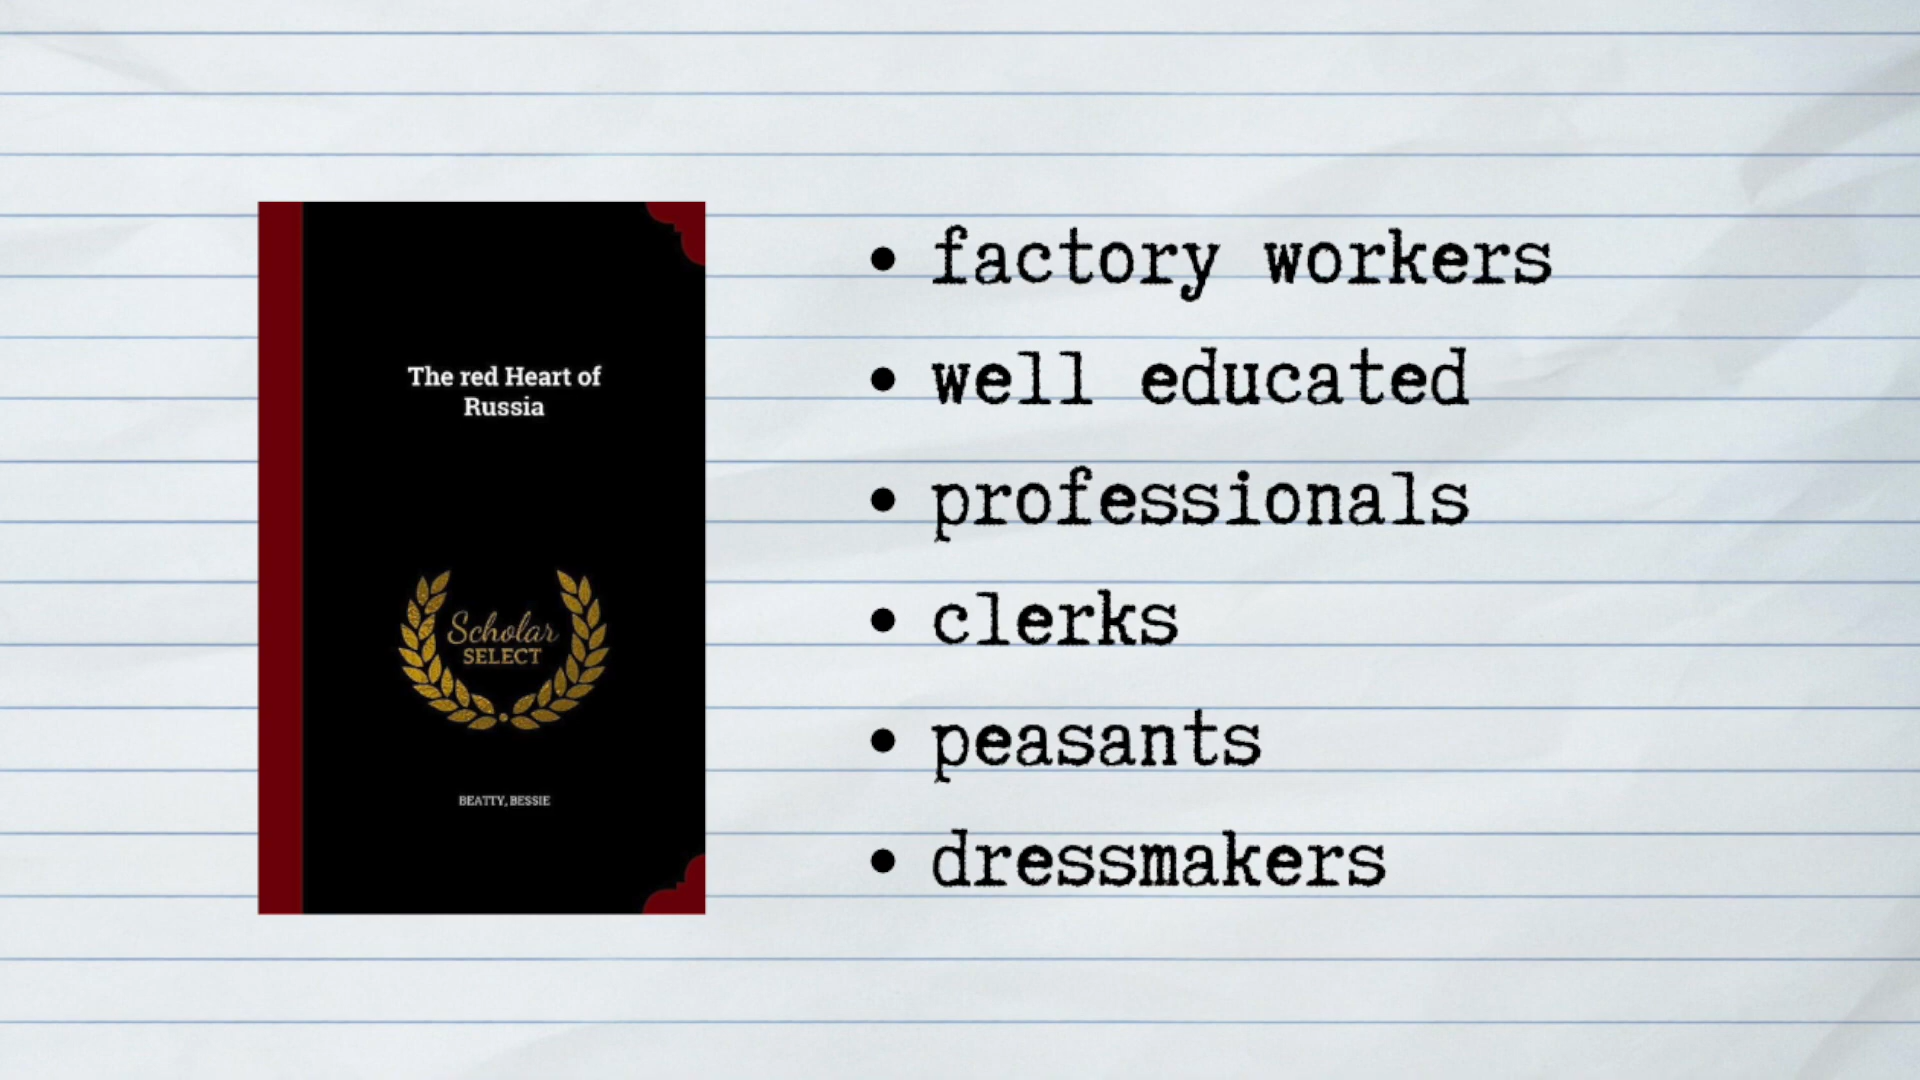 The red Heart of
Russia
Scholar
SELECT
BEATTY, BESSIE
• factory workers
• well educated
• professionals
• clerks
• peasants
• dressmakers